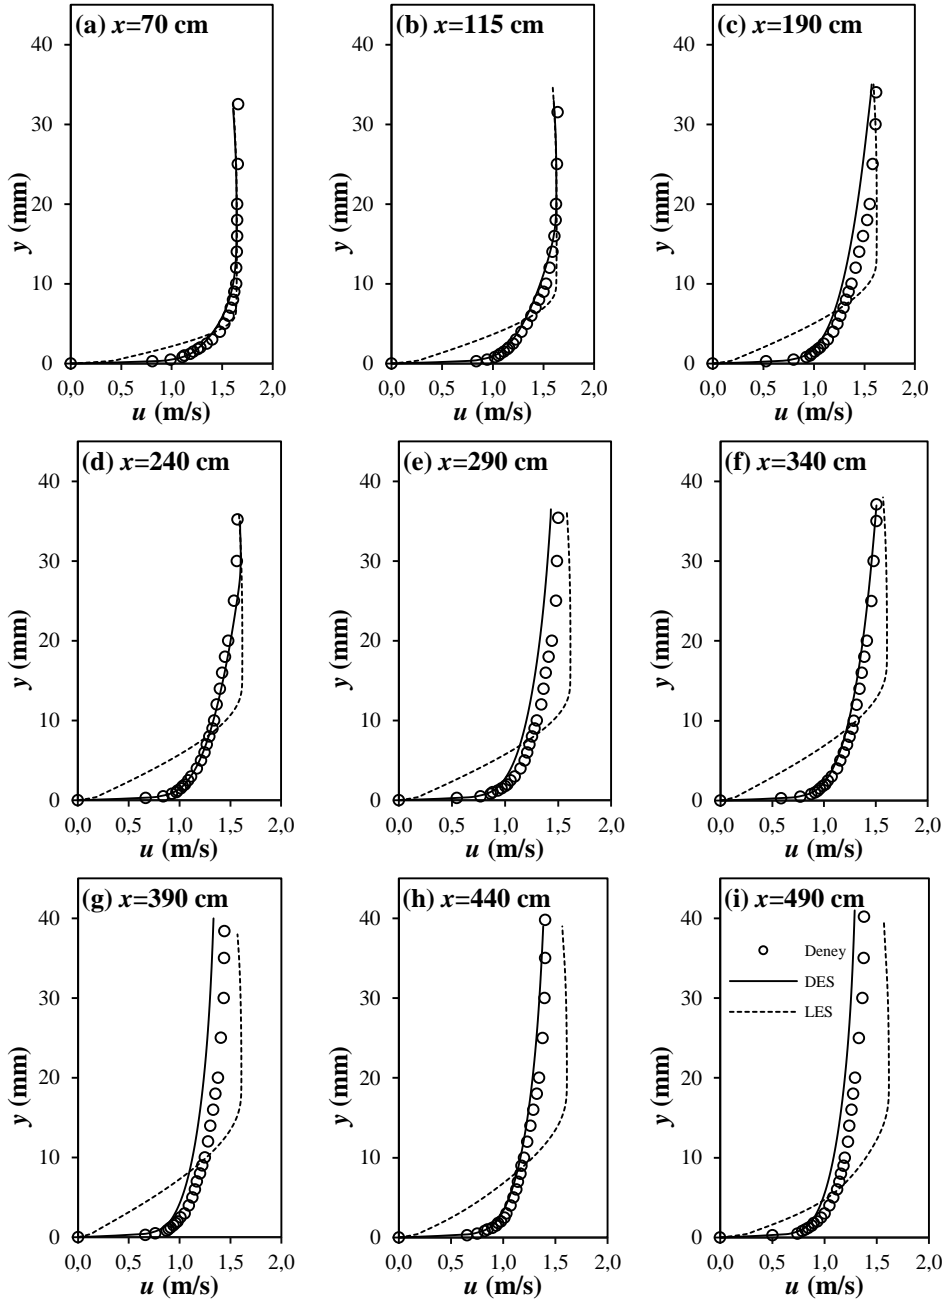 (a) x=70 cm
(b) x=115 cm
(c) x=190 cm
40
30
20
10
0
y (mm)
0,0 0,5 1,0 1,5 2,0
u (m/s)
40
30
20
10
0
y (mm)
0,0 0,5 1,0 1,5 2,0
u (m/s)
40
30
20
10
0
y (mm)
0,0 0,5 1,0 1,5 2,0
u (m/s)
(d) x=240 cm
(e) x=290 cm
(f) x=340 cm
40
30
20
10
0
y (mm)
0,0 0,5 1,0 1,5 2,0
u (m/s)
40
30
20
10
0
y (mm)
0,0 0,5 1,0 1,5 2,0
u (m/s)
40
30
20
10
0
y (mm)
0,0 0,5 1,0 1,5 2,0
u (m/s)
(g) x=390 cm
(h) x=440 cm
(i) x=490 cm
40
30
20
10
0
y (mm)
0,0 0,5 1,0 1,5 2,0
u (m/s)
40
30
20
10
0
y (mm)
0,0 0,5 1,0 1,5 2,0
u (m/s)
40
30
20
10
0
y (mm)
Deney
DES
LES
0,0 0,5 1,0 1,5 2,0
u (m/s)